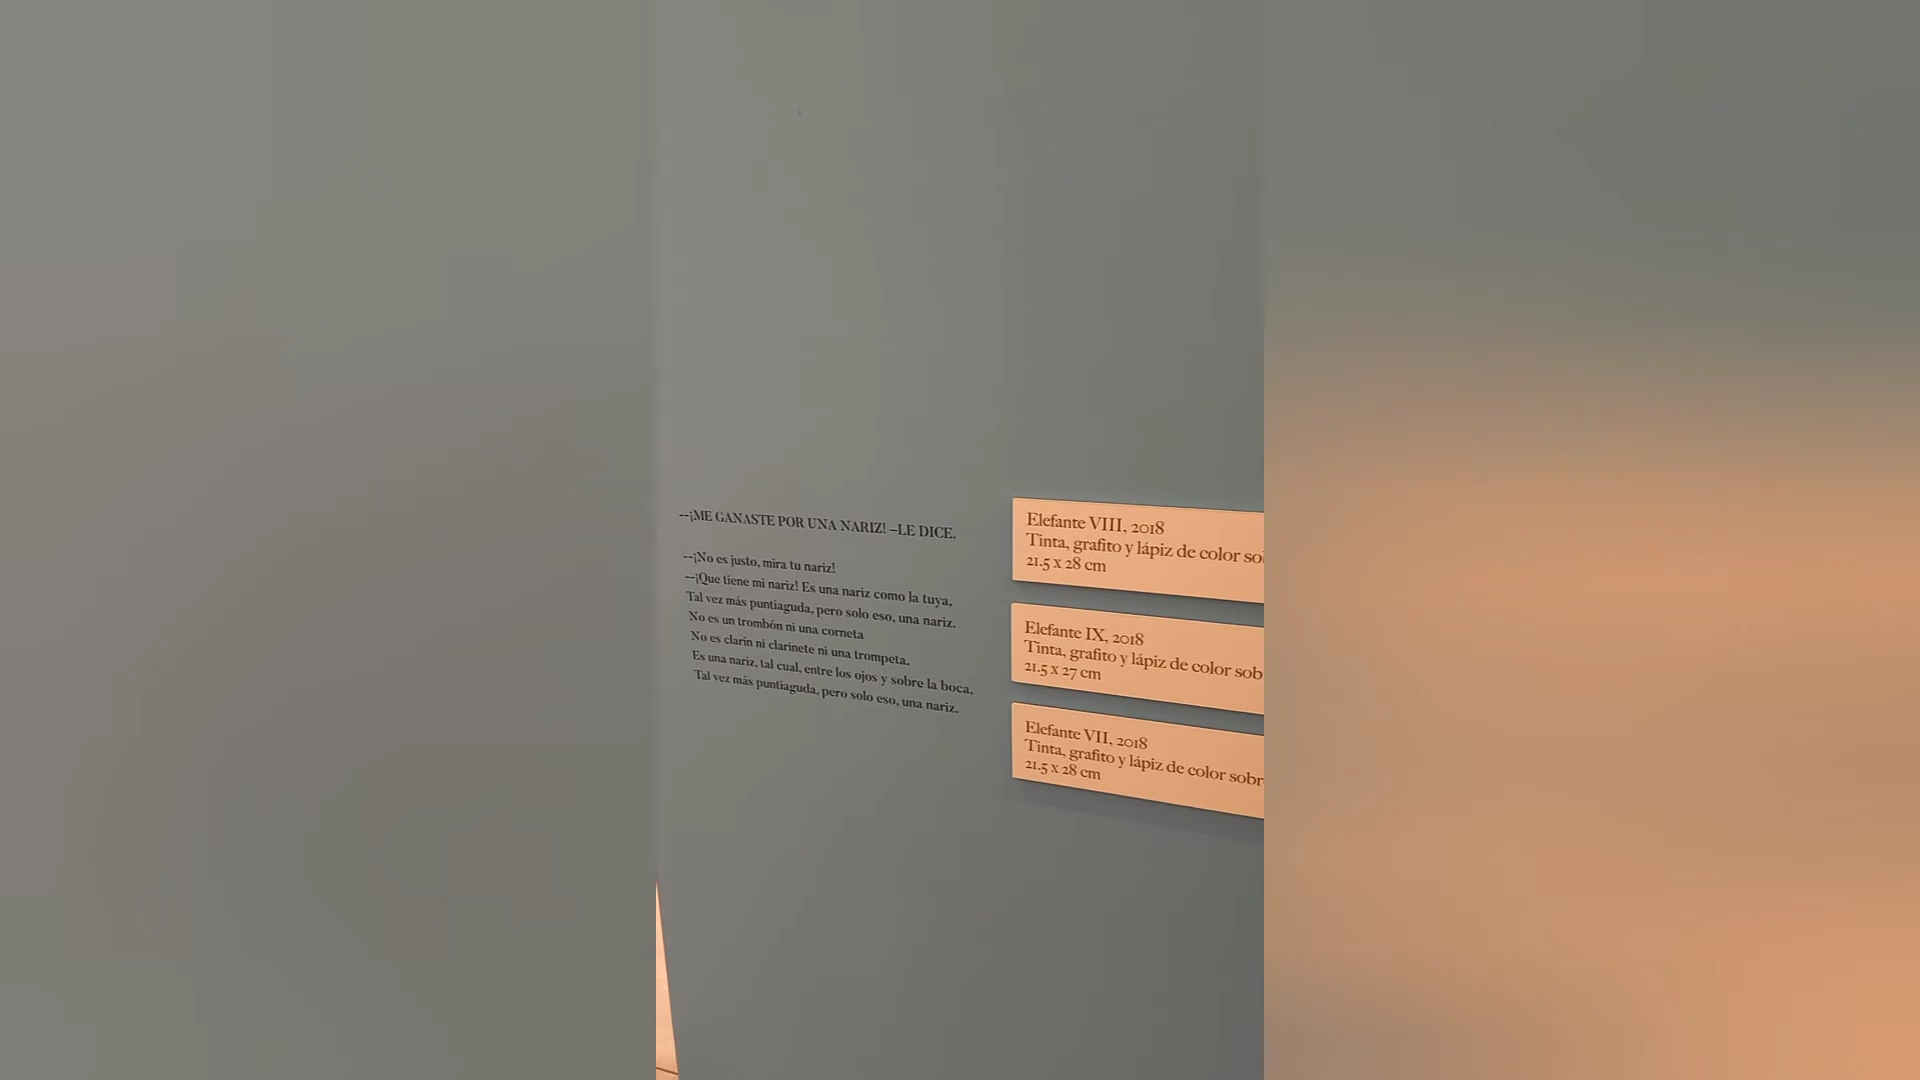 --¡ME GANASTE POR UNA NARIZ! –LE DICE.
--¡No es justo, mira tu nariz!
--¡Que tiene mi nariz! Es una nariz como la tuya,
Tal vez más puntiaguda, pero solo eso, una nariz.
No es un trombón ni una corneta
No es clarín ni clarinete ni una trompeta.
Es una nariz, tal cual, entre los ojos y sobre la boca,
Tal vez más puntiaguda, pero solo eso, una nariz.
Elefante VIII, 2018
Tinta, grafito y lápiz de color
21.5 x 28 cm
Elefante IX, 2018
Tinta, grafito y lápiz de color
21.5 x 27 cm
Elefante VII, 2018
Tinta, grafito y lápiz de color
21.5 x 28 cm